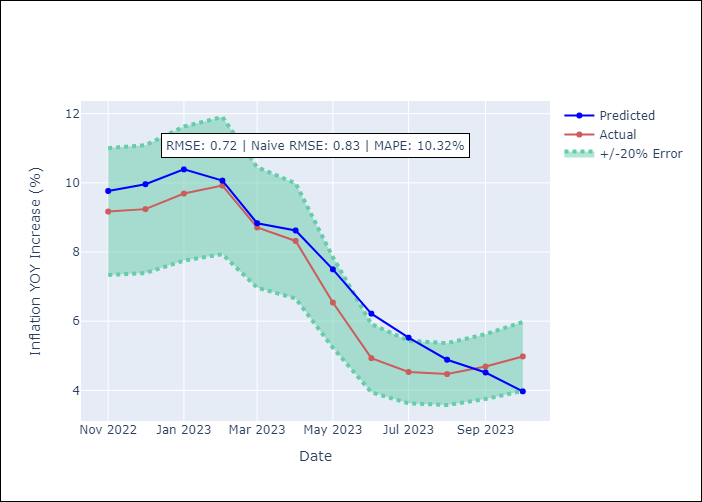 RMSE: 0.72 | Naive RMSE: 0.83 | MAPE: 10.32%
Predicted
Actual
+/-20% Error
Inflation YOY Increase (%)
12
10
8
6
4
Nov 2022
Jan 2023
Mar 2023
May 2023
Jul 2023
Sep 2023
Date